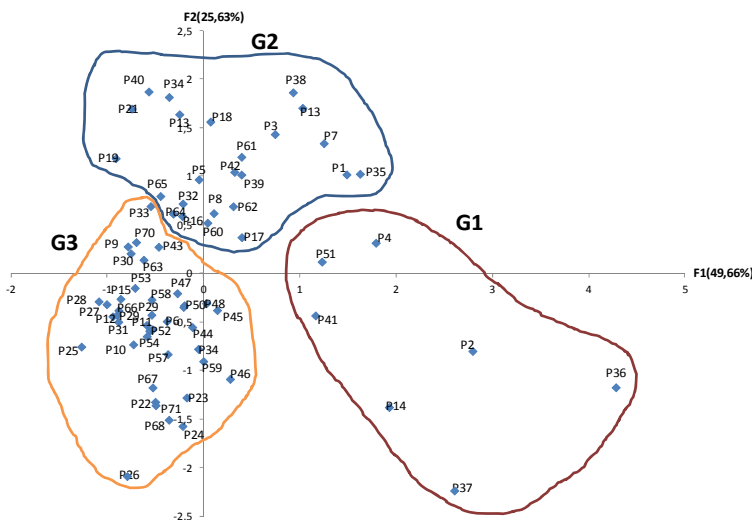 F2(25,63%)
2,5
G2
P40 P34 P38
2
P21 P13 P18 P13
1,5
P3 P7
P61
P19 P42 P1 P35
P5 1 P39
P65 P32 P8 P62
P33 P64 P16 0,5 P60
G3 P70 P17 G1 P4
P9 P43
P30 P51
P63
F1(49,66%)
-2 -1 0 1 2 3 4 5
P53 P47
P28 P15 P58 P48
P27 P66 P29 P50 P45
P12 P29 P11 P6 -0,5 P41
P31 P52 P44
P25 P10 P54 P34 P2
P57 P59
-1 P46 P36
P67
P22 P23 P14
P71
P68 -1,5
P24
-2
P26 P37
-2,5